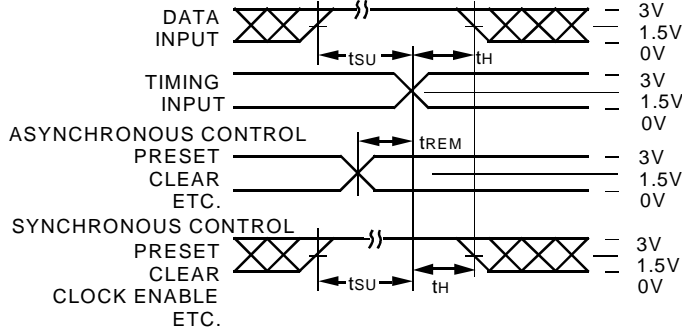 DATA
INPUT
3V
1.5V
0V
tSU
tH
TIMING
INPUT
3V
1.5V
0V
ASYNCHRONOUS CONTROL
tREM
PRESET
CLEAR
ETC.
3V
1.5V
0V
SYNCHRONOUS CONTROL
PRESET
CLEAR
CLOCK ENABLE
ETC.
3V
1.5V
0V
tSU
tH